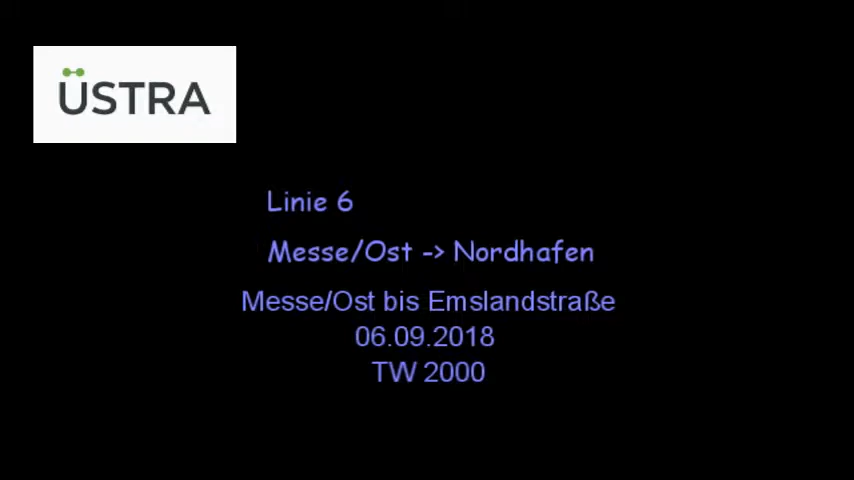 ÜSTRA
Linie 6
Messe/Ost -> Nordhafen
Messe/Ost bis Emslandstraße
06.09.2018
TW 2000